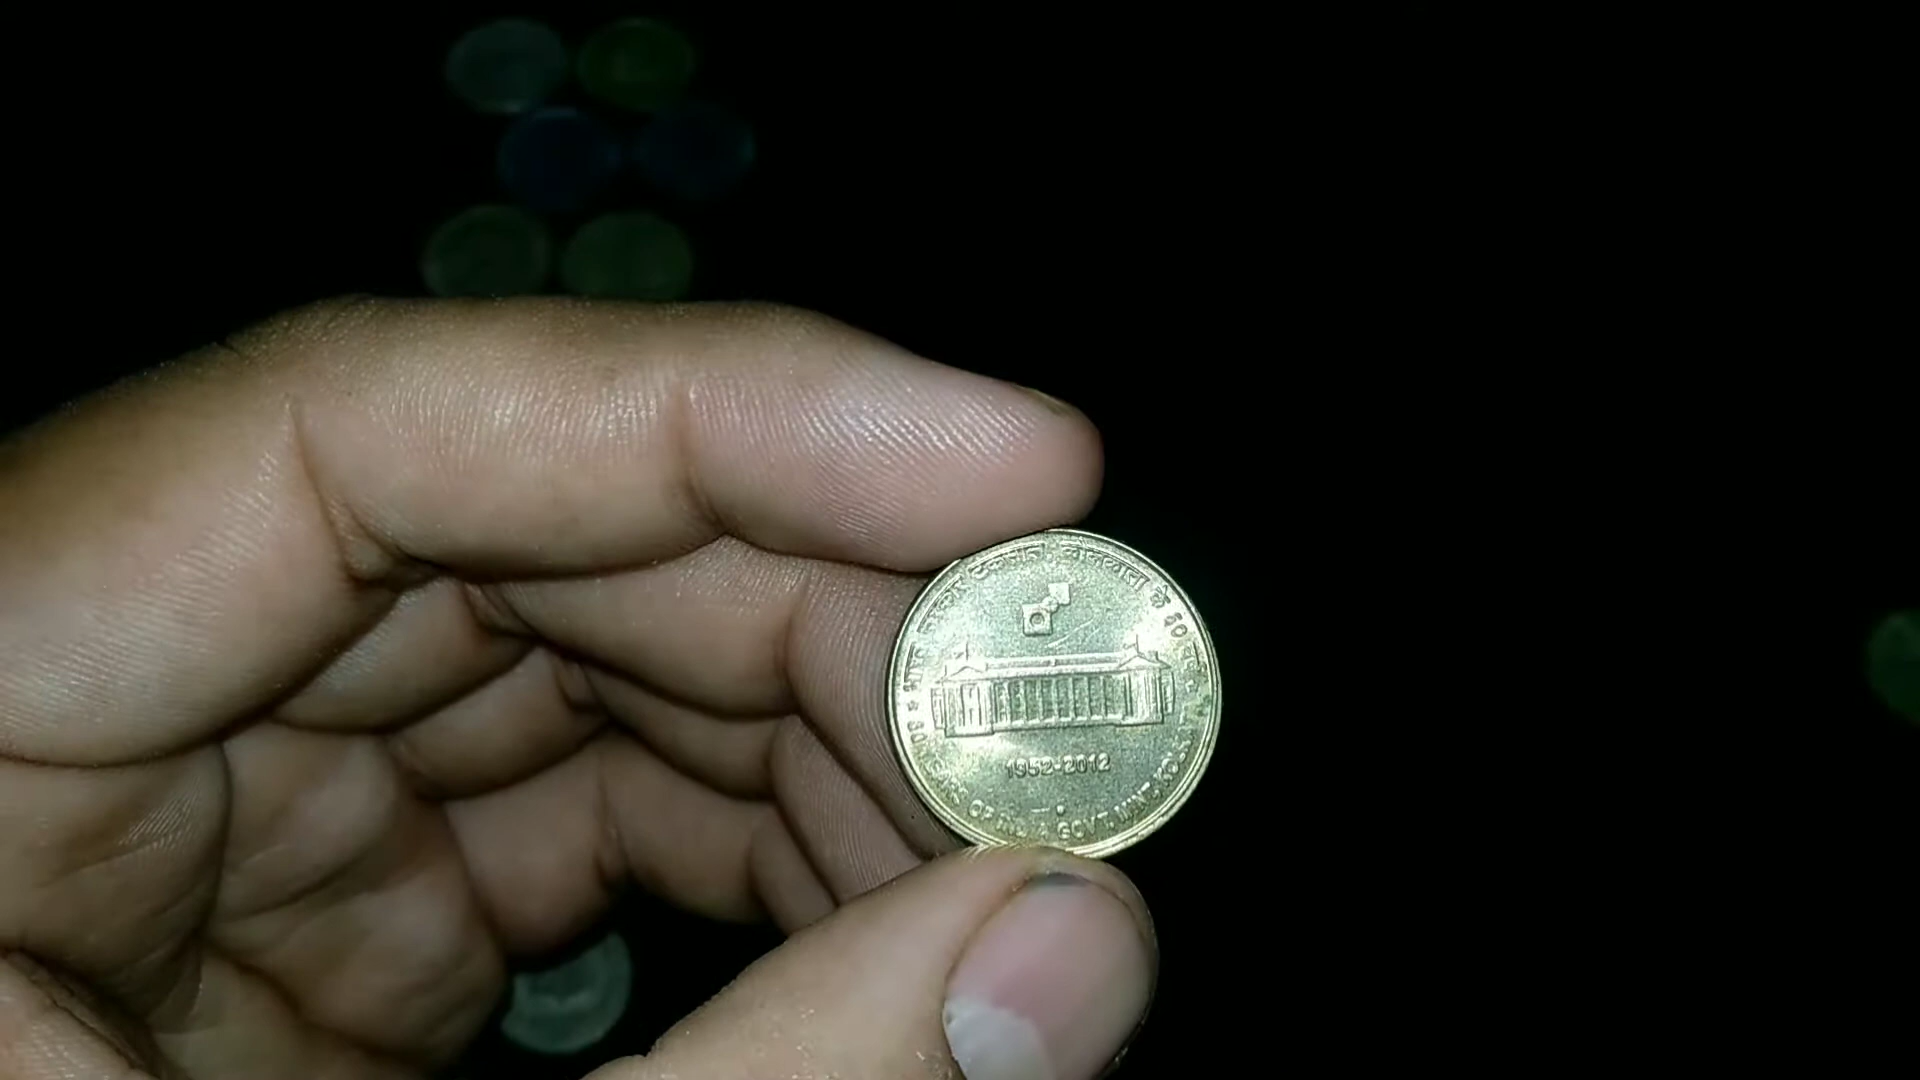 भारत सरकार टकसाल, कोलकाता के 60 वर्ष
1952-2012
60 YEARS OF INDIA GOVT. MINT, KOLKATA